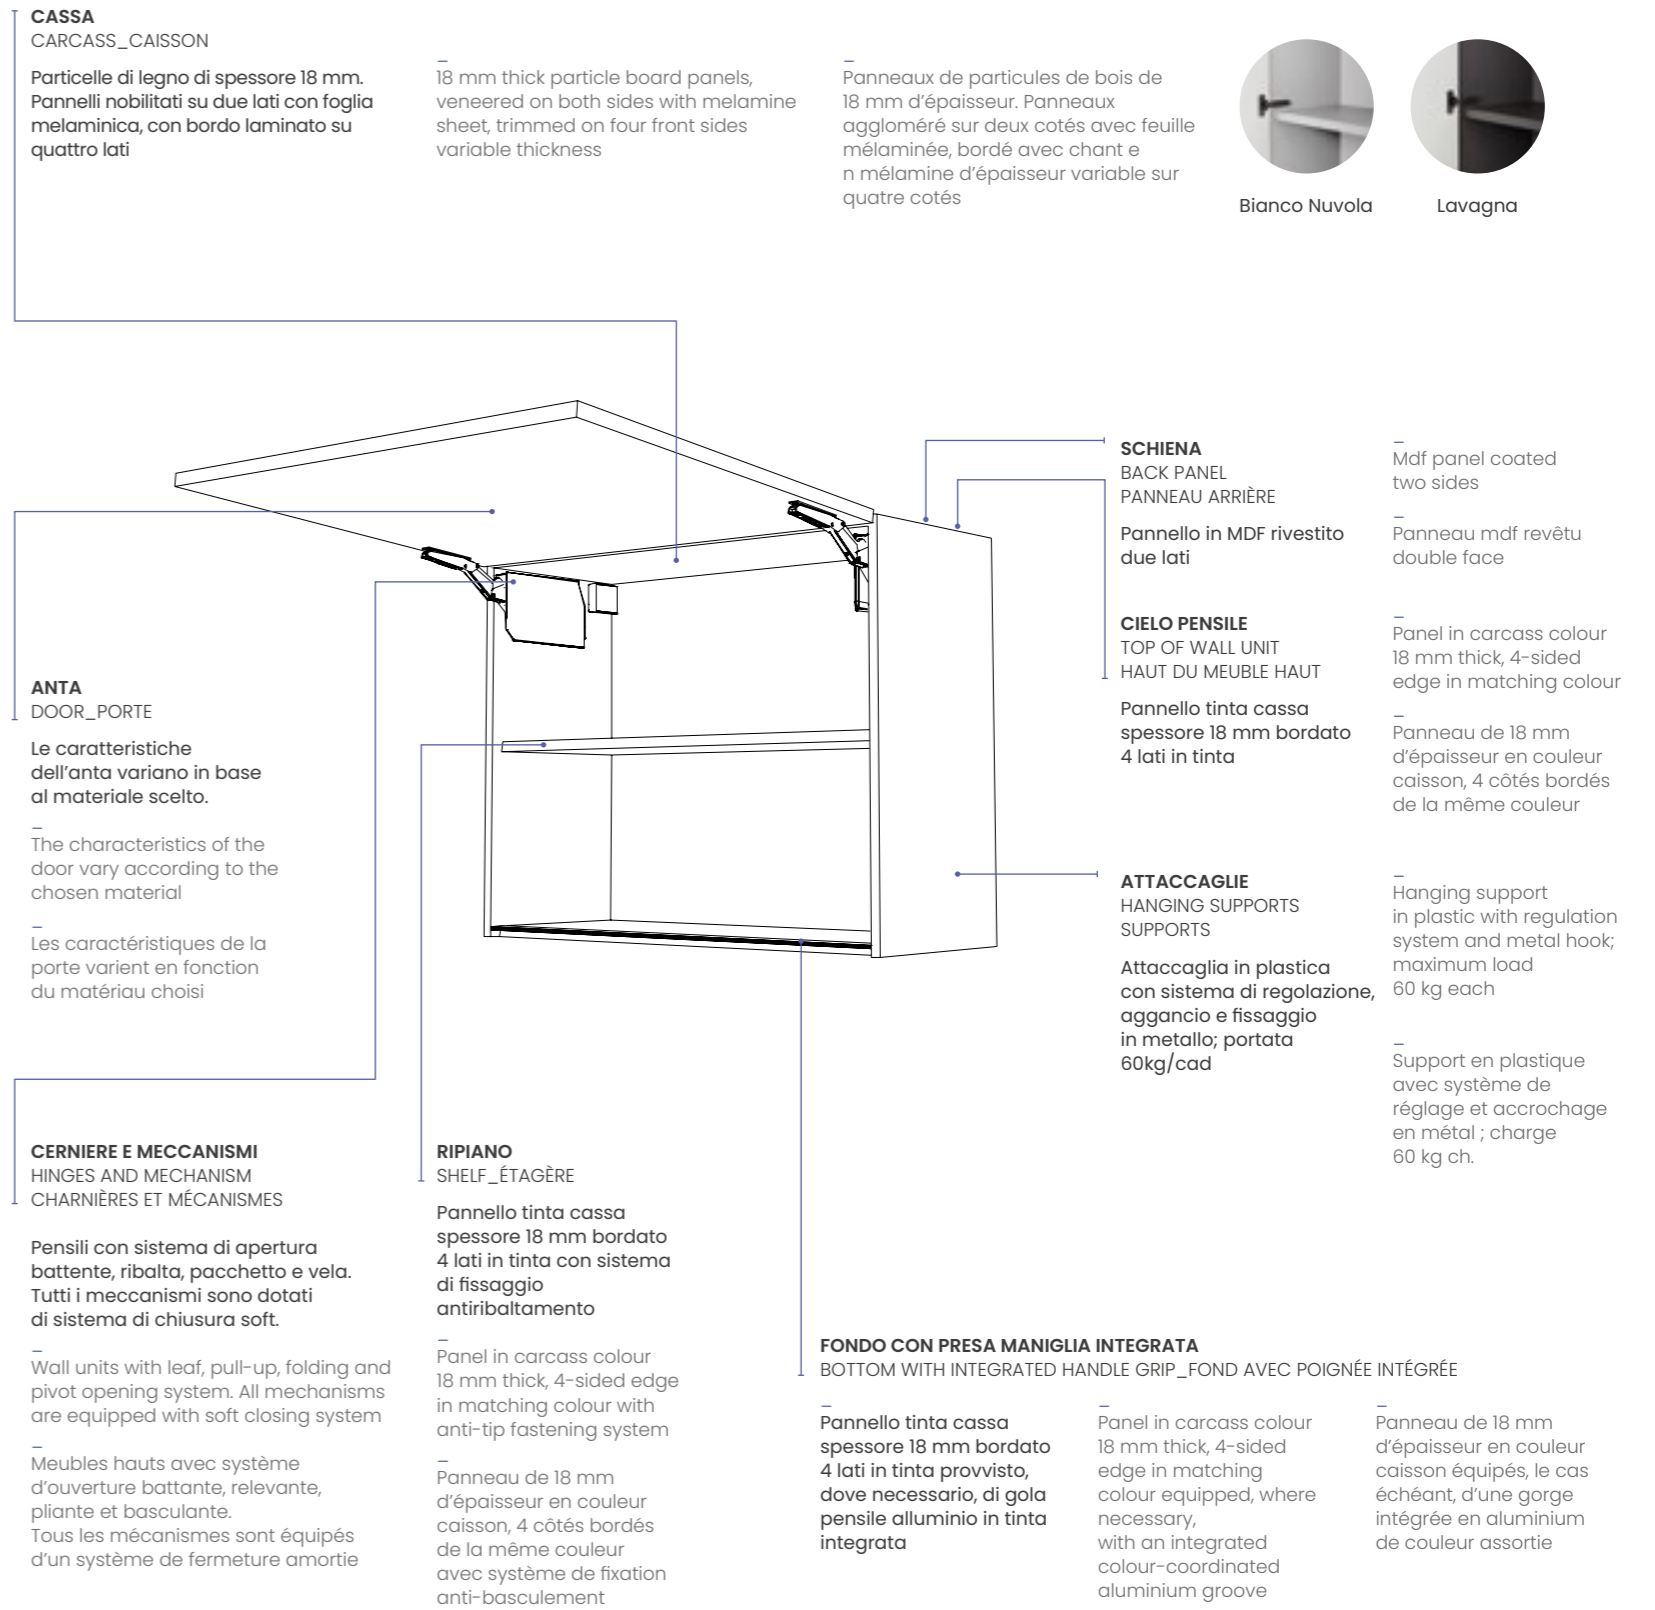 CASSA
CARCASS_CAISSON
Particelle di legno di spessore 18 mm.
Pannelli nobilitati su due lati con foglia
melaminica, con bordo laminato su
quattro lati
–
18 mm thick particle board panels,
veneered on both sides with melamine
sheet, trimmed on four front sides
variable thickness
–
Panneaux de particules de bois de
18 mm d’épaisseur. Panneaux
aggloméré sur deux cotés avec feuille
mélaminée, bordé avec chant e
n mélamine d’épaisseur variable sur
quatre cotés
Bianco Nuvola
Lavagna
SCHIENA
BACK PANEL
PANNEAU ARRIÈRE
Pannello in MDF rivestito
due lati
–
Mdf panel coated
two sides
–
Panneau mdf revêtu
double face
CIELO PENSILE
TOP OF WALL UNIT
HAUT DU MEUBLE HAUT
Pannello tinta cassa
spessore 18 mm bordato
4 lati in tinta
–
Panel in carcass colour
18 mm thick, 4-sided
edge in matching colour
–
Panneau de 18 mm
d’épaisseur en couleur
caisson, 4 côtés bordés
de la même couleur
ANTA
DOOR_PORTE
Le caratteristiche
dell’anta variano in base
al materiale scelto.
–
The characteristics of the
door vary according to the
chosen material
–
Les caractéristiques de la
porte varient en fonction
du matériau choisi
ATTACCAGLIE
HANGING SUPPORTS
SUPPORTS
Attaccaglia in plastica
con sistema di regolazione,
aggancio e fissaggio
in metallo; portata
60kg/cad
–
Hanging support
in plastic with regulation
system and metal hook;
maximum load
60 kg each
–
Support en plastique
avec système de
réglage et accrochage
en métal ; charge
60 kg ch.
CERNIERE E MECCANISMI
HINGES AND MECHANISM
CHARNIÈRES ET MÉCANISMES
Pensili con sistema di apertura
battente, ribalta, pacchetto e vela.
Tutti i meccanismi sono dotati
di sistema di chiusura soft.
–
Wall units with leaf, pull-up, folding and
pivot opening system. All mechanisms
are equipped with soft closing system
–
Meubles hauts avec système
d’ouverture battante, relevante,
pliante et basculante.
Tous les mécanismes sont équipés
d’un système de fermeture amortie
RIPIANO
SHELF_ÉTAGÈRE
Pannello tinta cassa
spessore 18 mm bordato
4 lati in tinta con sistema
di fissaggio
antiribaltamento
–
Panel in carcass colour
18 mm thick, 4-sided edge
in matching colour with
anti-tip fastening system
–
Panneau de 18 mm
d’épaisseur en couleur
caisson, 4 côtés bordés
de la même couleur
avec système de fixation
anti-basculement
FONDO CON PRESA MANIGLIA INTEGRATA
BOTTOM WITH INTEGRATED HANDLE GRIP_FOND AVEC POIGNÉE INTÉGRÉE
–
Pannello tinta cassa
spessore 18 mm bordato
4 lati in tinta provvisto,
dove necessario, di gola
pensile alluminio in tinta
integrata
–
Panel in carcass colour
18 mm thick, 4-sided
edge in matching
colour equipped, where
necessary,
with an integrated
colour-coordinated
aluminium groove
–
Panneau de 18 mm
d’épaisseur en couleur
caisson équipés, le cas
échéant, d’une gorge
intégrée en aluminium
de couleur assortie